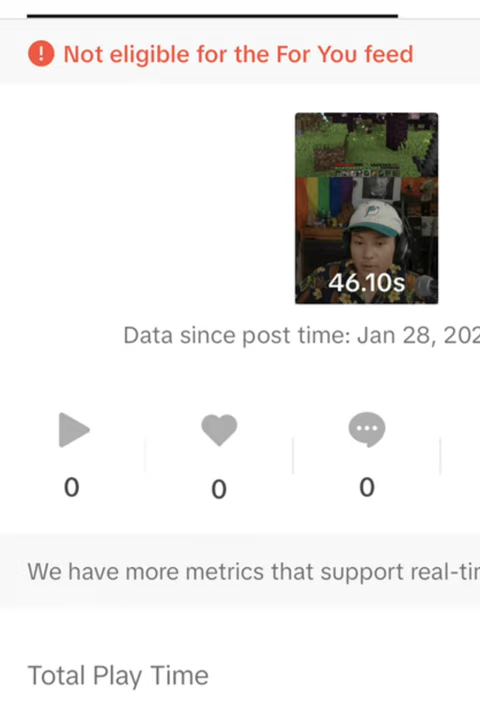 Not eligible for the For You feed
46.10s
Data since post time: Jan 28, 202
0 0 0
We have more metrics that support real-ti
Total Play Time